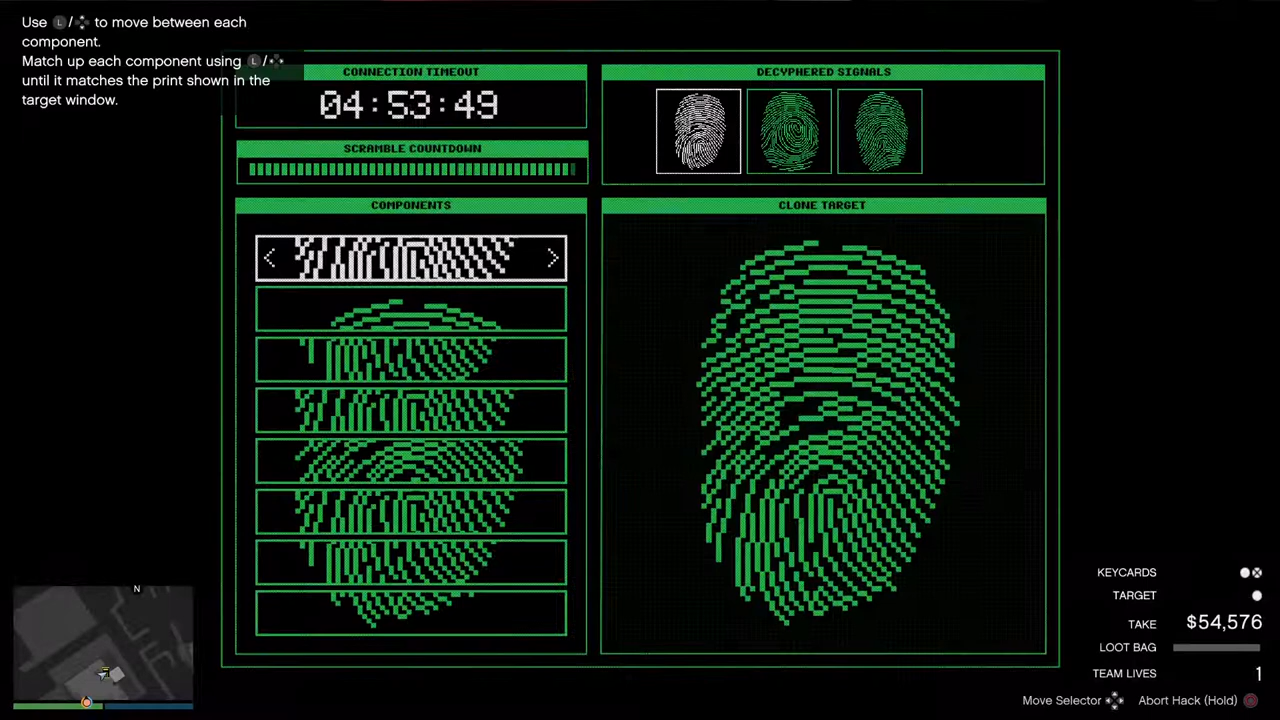 Use L/ to move between each
component.
Match up each component using L/
until it matches the print shown in the
target window.
CONNECTION TIMEOUT
04:53:49
SCRAMBLE COUNTDOWN
DECYPHERED SIGNALS
COMPONENTS
CLONE TARGET
< >
N
KEYCARDS
TARGET
TAKE $54,576
LOOT BAG
TEAM LIVES 1
Move Selector Abort Hack (Hold)